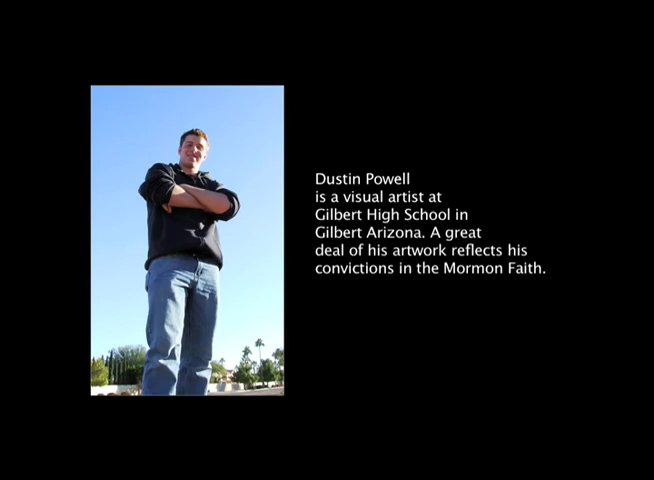 Dustin Powell
is a visual artist at
Gilbert High School in
Gilbert Arizona. A great
deal of his artwork reflects his
convictions in the Mormon Faith.